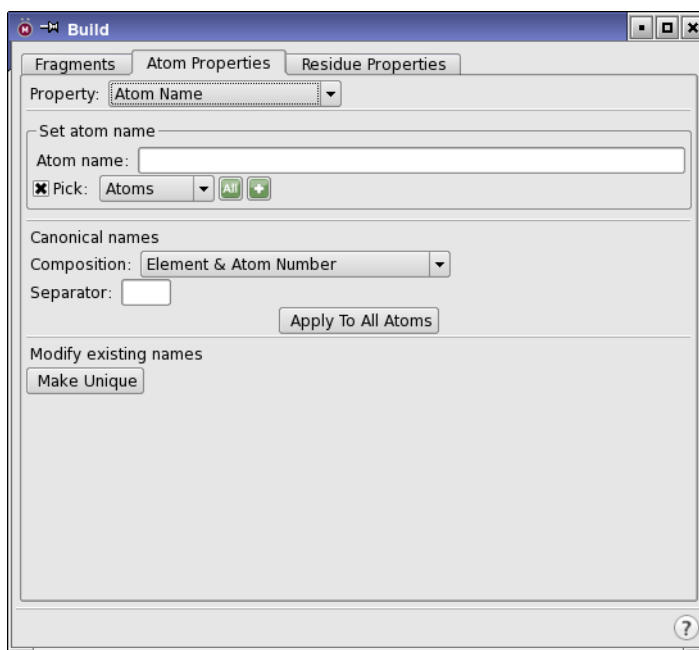 Build
Fragments Atom Properties Residue Properties
Property: Atom Name
Set atom name
Atom name:
Pick: Atoms All +
Canonical names
Composition: Element & Atom Number
Separator:
Apply To All Atoms
Modify existing names
Make Unique
?